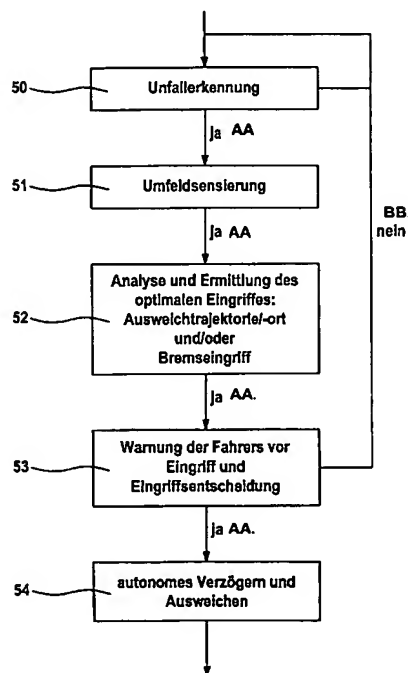 50
Unfallerkennung
ja AA
51
Umfeldsensierung
BB
nein
ja AA
52
Analyse und Ermittlung des
optimalen Eingriffes:
Ausweichtrajektorie/-ort
und/oder
Bremseingriff
ja AA.
53
Warnung der Fahrers vor
Eingriff und
Eingriffsentscheidung
ja AA.
54
autonomes Verzögern und
Ausweichen